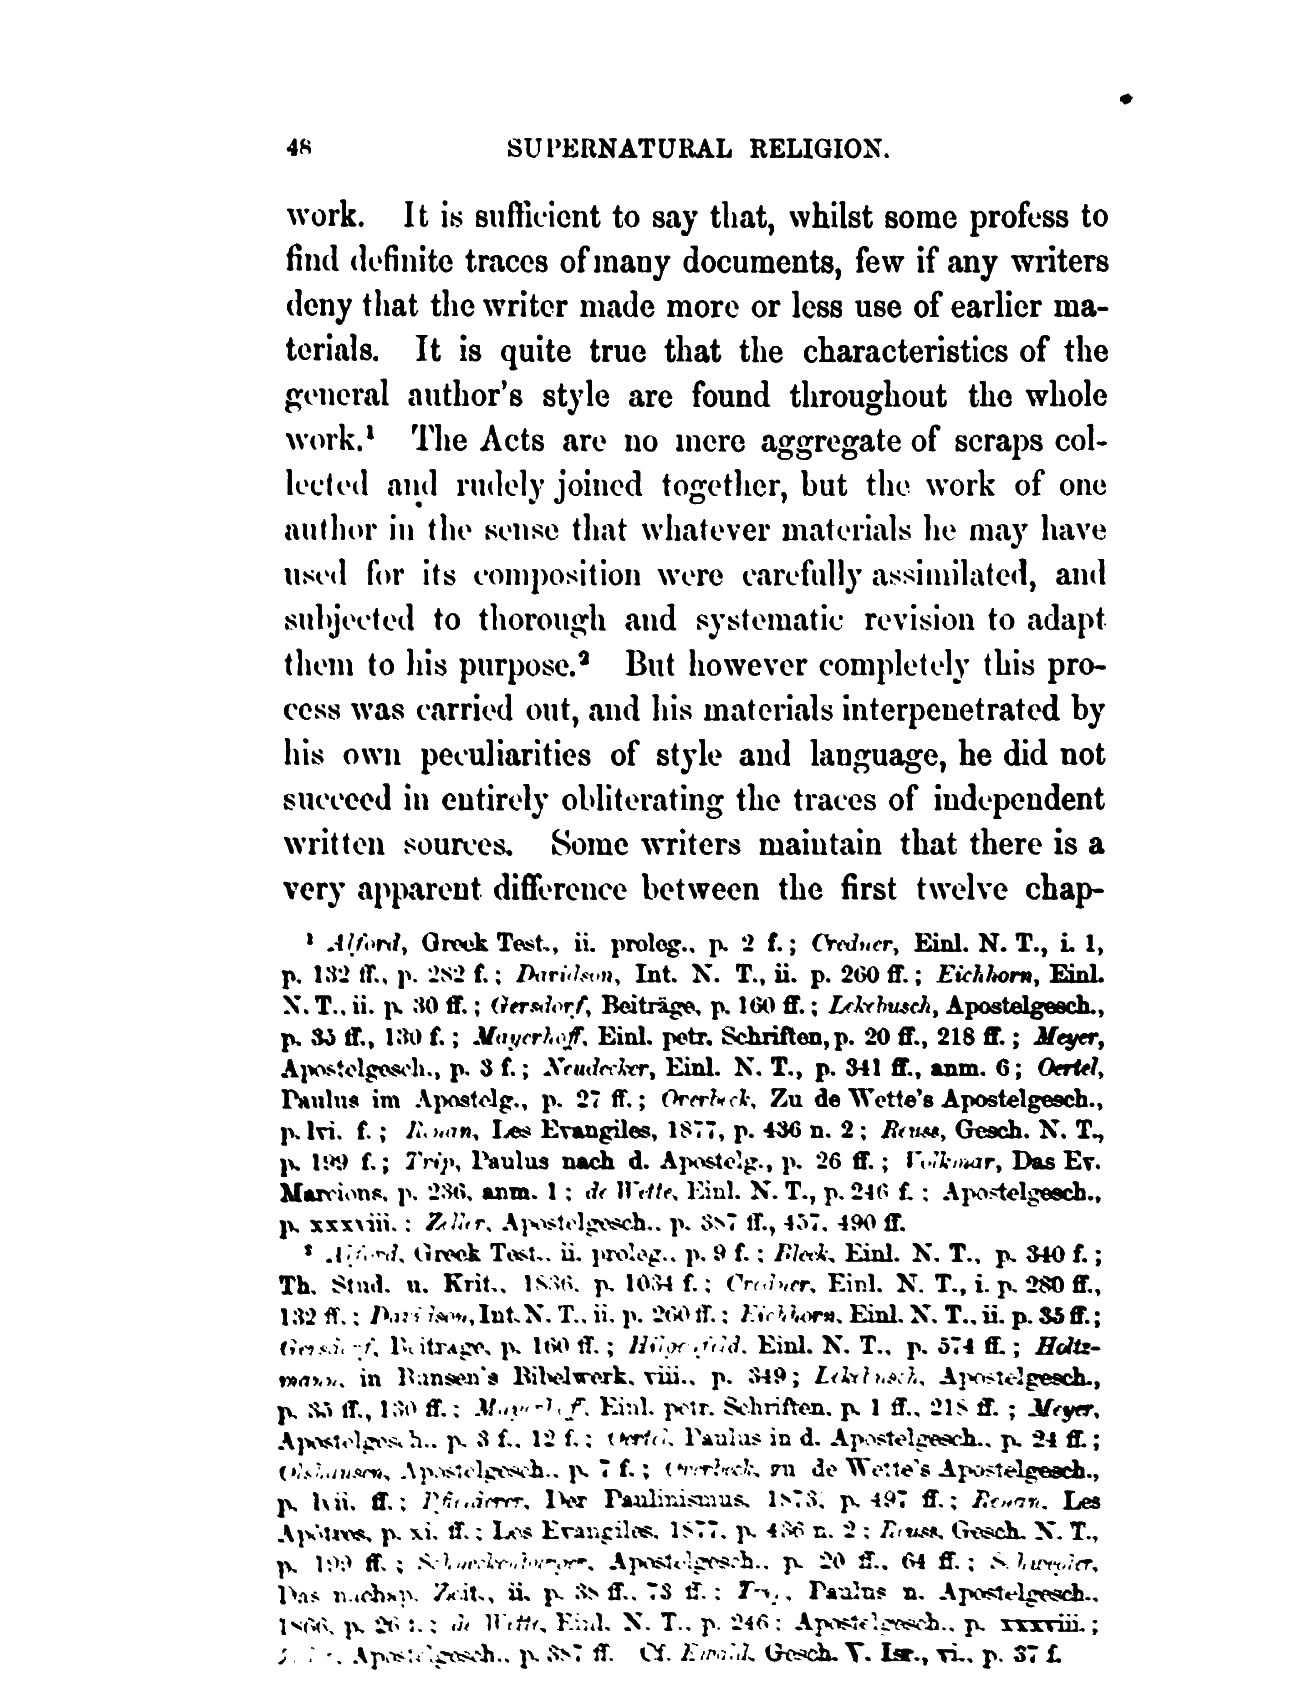 48 SUPERNATURAL RELIGION.
work. It is sufficient to say that, whilst some profess to
find definite traces of many documents, few if any writers
deny that the writer made more or less use of earlier ma-
terials. It is quite true that the characteristics of the
general author's style are found throughout the whole
work.¹ The Acts are no mere aggregate of scraps col-
lected and rudely joined together, but the work of one
author in the sense that whatever materials he may have
used for its composition were carefully assimilated, and
subjected to thorough and systematic revision to adapt
them to his purpose.² But however completely this pro-
cess was carried out, and his materials interpenetrated by
his own peculiarities of style and language, he did not
succeed in entirely obliterating the traces of independent
written sources. Some writers maintain that there is a
very apparent difference between the first twelve chap-
¹ Alford, Greek Test., ii. proleg., p. 2 f.; Credner, Einl. N. T., i. 1,
p. 132 ff., p. 282 f.; Davidson, Int. N. T., ii. p. 260 ff.; Eichhorn, Einl.
N. T., ii. p. 30 ff.; Gersdorf, Beiträge, p. 160 ff.; Lekebusch, Apostelgesch.,
p. 35 ff., 130 f.; Mayerhoff, Einl. petr. Schriften, p. 20 ff., 218 ff.; Meyer,
Apostelgesch., p. 3 f.; Neudecker, Einl. N. T., p. 341 ff., anm. 6; Oertel,
Paulus im Apostelg., p. 27 ff.; Overbeck, Zu de Wette's Apostelgesch.,
p. lvi. f.; Renan, Les Evangiles, 1877, p. 436 n. 2; Reuss, Gesch. N. T.,
p. 199 f.; Trip, Paulus nach d. Apostelg., p. 26 ff.; Volkmar, Das Ev.
Marcions, p. 236, anm. 1; de Wette, Einl. N. T., p. 246 f.; Apostelgesch.,
p. xxxviii.; Zeller, Apostelgesch., p. 387 ff., 457, 490 ff.
² Alford, Greek Test., ii. proleg., p. 9 f.; Bleek, Einl. N. T., p. 340 f.;
Th. Stud. u. Krit., 1836, p. 1034 f.; Credner, Einl. N. T., i. p. 280 ff.,
132 ff.; Davidson, Int. N. T., ii. p. 260 ff.; Eichhorn, Einl. N. T., ii. p. 35 ff.;
Gersdorf, Beiträge, p. 160 ff.; Hilgenfeld, Einl. N. T., p. 574 ff.; Holtz-
mann, in Bunsen's Bibelwerk, viii., p. 349; Lekebusch, Apostelgesch.,
p. 35 ff., 130 ff.; Mayerhoff, Einl. petr. Schriften, p. 1 ff., 218 ff.; Meyer,
Apostelgesch., p. 3 f., 12 f.; Oertel, Paulus in d. Apostelgesch., p. 24 ff.;
Olshausen, Apostelgesch., p. 7 f.; Overbeck, zu de Wette's Apostelgesch.,
p. lvii. ff.; Pfleiderer, Der Paulinismus, 1873, p. 497 ff.; Renan, Les
Apôtres, p. xi. ff.; Les Evangiles, 1877, p. 436 n. 2; Reuss, Gesch. N. T.,
p. 199 ff.; Schneckenburger, Apostelgesch., p. 20 ff., 64 ff.; Schwegler,
Das nachap. Zeit., ii. p. 38 ff., 73 ff.; Trip, Paulus n. Apostelgesch.,
1866, p. 26 f.; de Wette, Einl. N. T., p. 246; Apostelgesch., p. xxxviii.;
Zeller, Apostelgesch., p. 387 ff. Cf. Ewald, Gesch. V. Isr., vi., p. 37 f.